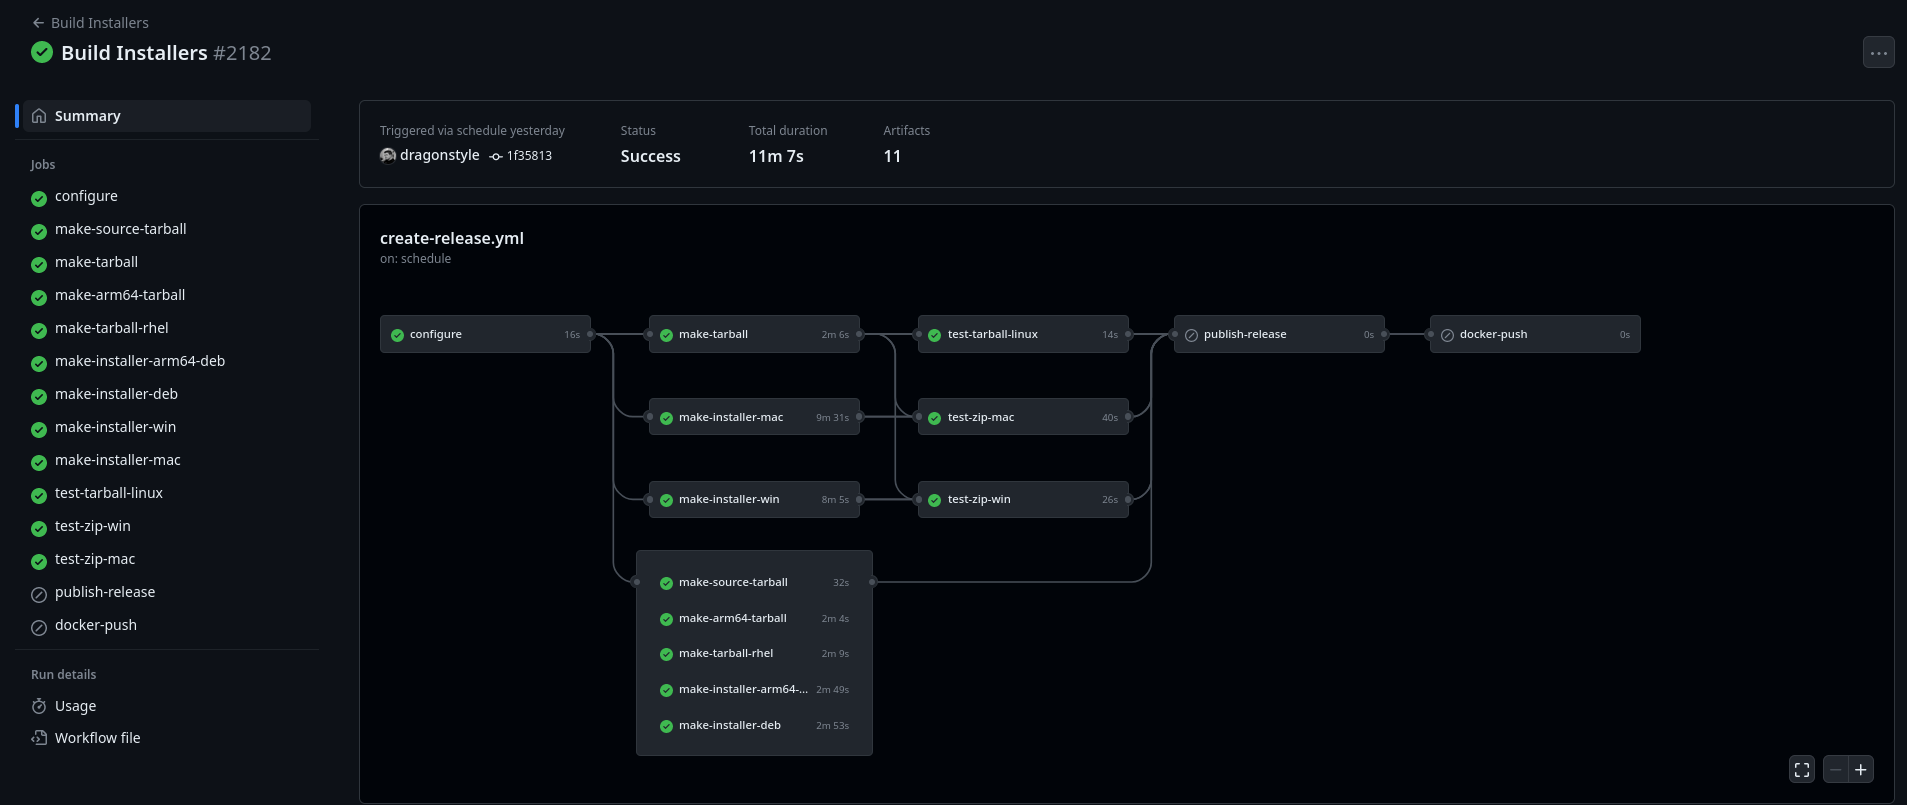 Build Installers
Build Installers #2182
Summary
Jobs
configure
make-source-tarball
make-tarball
make-arm64-tarball
make-tarball-rhel
make-installer-arm64-deb
make-installer-deb
make-installer-win
make-installer-mac
test-tarball-linux
test-zip-win
test-zip-mac
publish-release
docker-push
Run details
Usage
Workflow file
Triggered via schedule yesterday
dragonstyle 1f35813
Status
Success
Total duration
11m 7s
Artifacts
11
create-release.yml
on: schedule
configure 16s
make-tarball 2m 6s
test-tarball-linux 14s
publish-release 0s
docker-push 0s
make-installer-mac 9m 31s
test-zip-mac 40s
make-installer-win 8m 5s
test-zip-win 26s
make-source-tarball 32s
make-arm64-tarball 2m 4s
make-tarball-rhel 2m 9s
make-installer-arm64-... 2m 49s
make-installer-deb 2m 53s